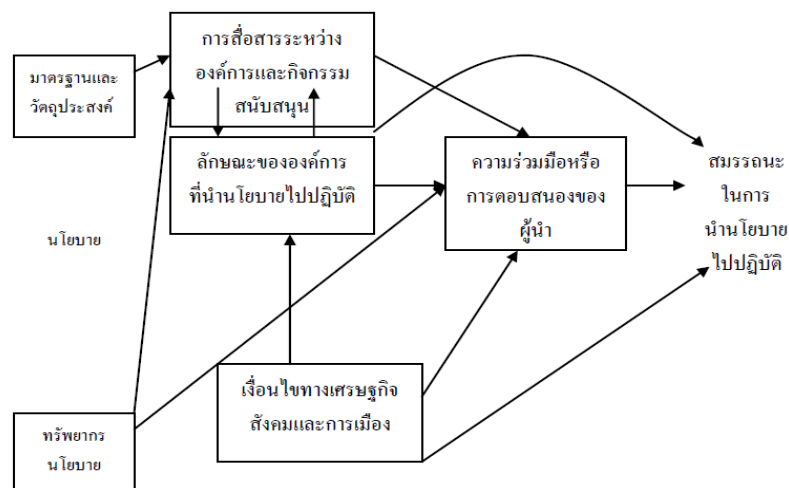 การสื่อสารระหว่าง
องค์การและกิจกรรม
สนับสนุน
มาตรฐานและ
วัตถุประสงค์
ลักษณะขององค์การ
ที่นำนโยบายไปปฏิบัติ
ความร่วมมือหรือ
การตอบสนองของ
ผู้นำ
สมรรถนะ
ในการ
นำนโยบาย
ไปปฏิบัติ
นโยบาย
เงื่อนไขทางเศรษฐกิจ
สังคมและการเมือง
ทรัพยากร
นโยบาย